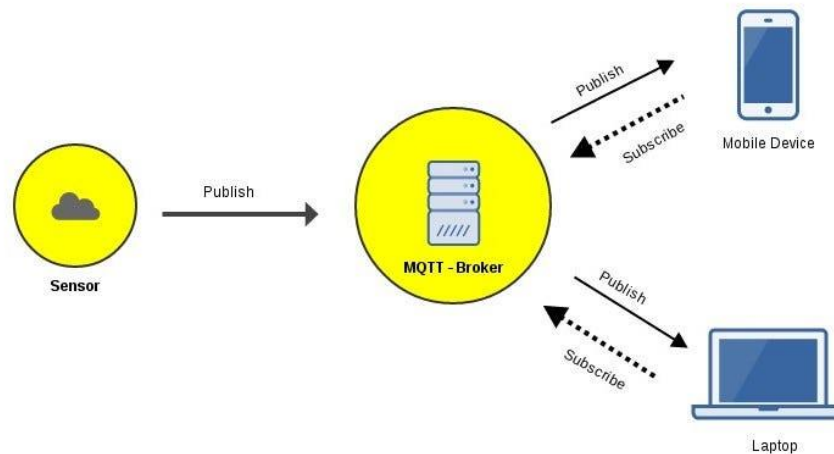 Publish
Sensor
MQTT - Broker
Publish
Subscribe
Mobile Device
Publish
Subscribe
Laptop